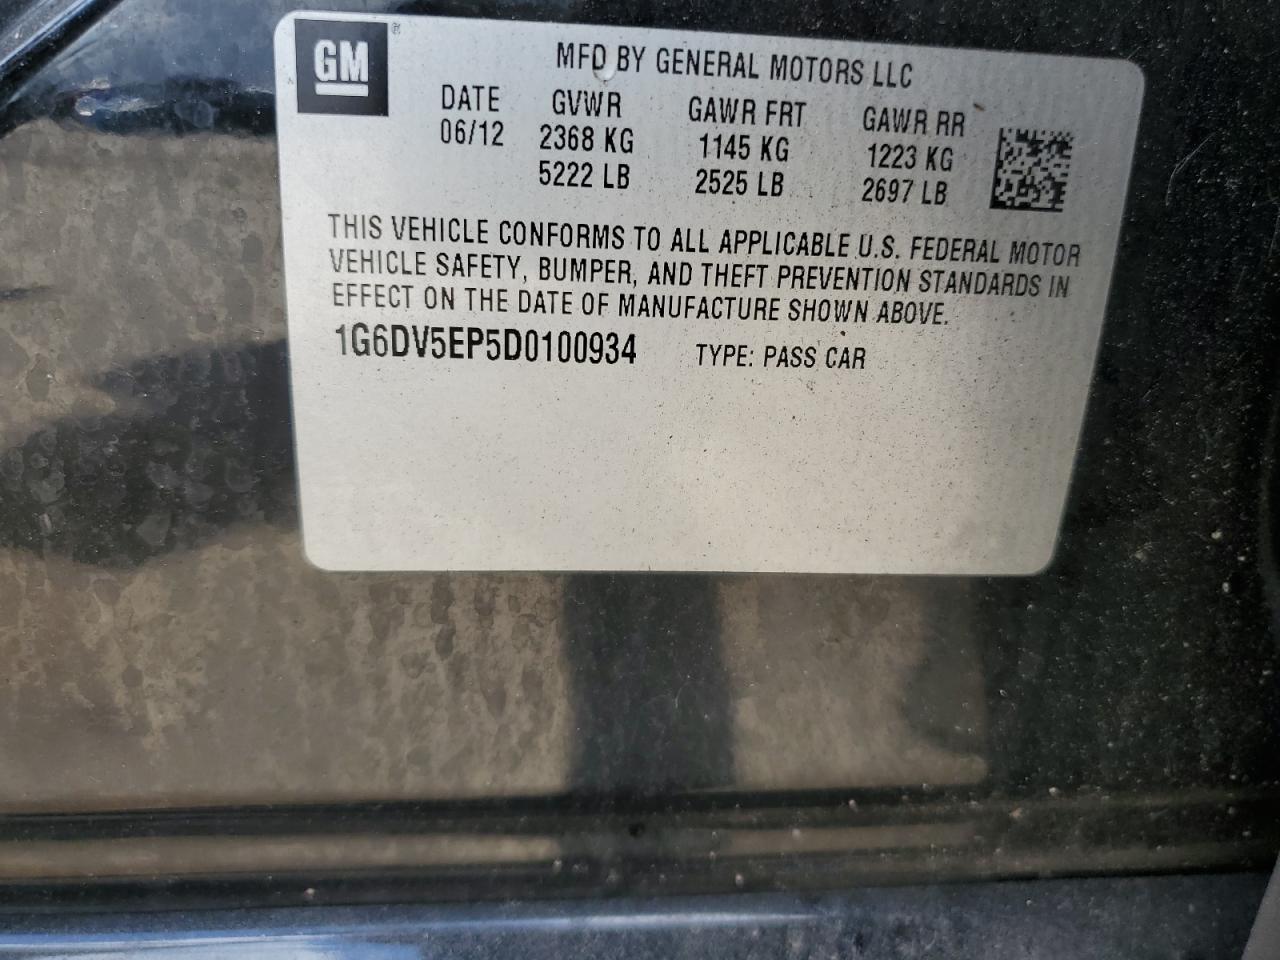 GM
MFD BY GENERAL MOTORS LLC
DATE GVWR GAWR FRT GAWR RR
06/12 2368 KG 1145 KG 1223 KG
5222 LB 2525 LB 2697 LB
THIS VEHICLE CONFORMS TO ALL APPLICABLE U.S. FEDERAL MOTOR
VEHICLE SAFETY, BUMPER, AND THEFT PREVENTION STANDARDS IN
EFFECT ON THE DATE OF MANUFACTURE SHOWN ABOVE.
1G6DV5EP5D0100934 TYPE: PASS CAR